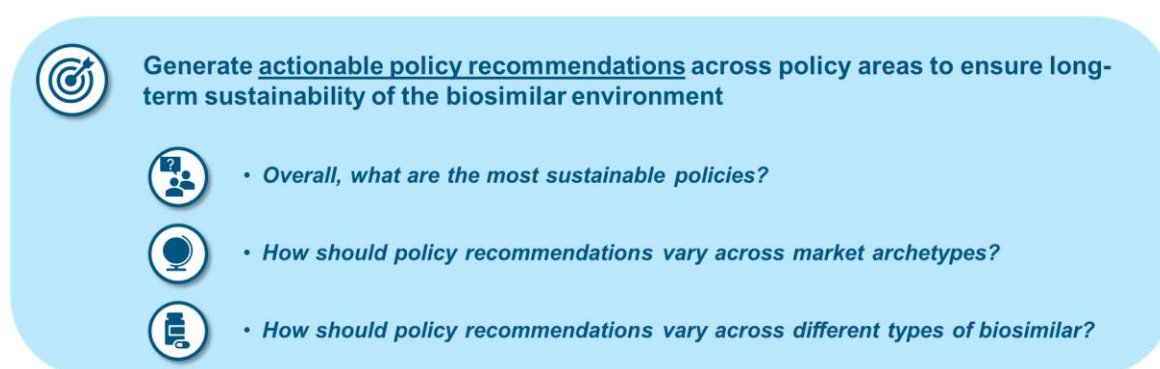 Generate actionable policy recommendations across policy areas to ensure long-
term sustainability of the biosimilar environment
?
• Overall, what are the most sustainable policies?
• How should policy recommendations vary across market archetypes?
• How should policy recommendations vary across different types of biosimilar?